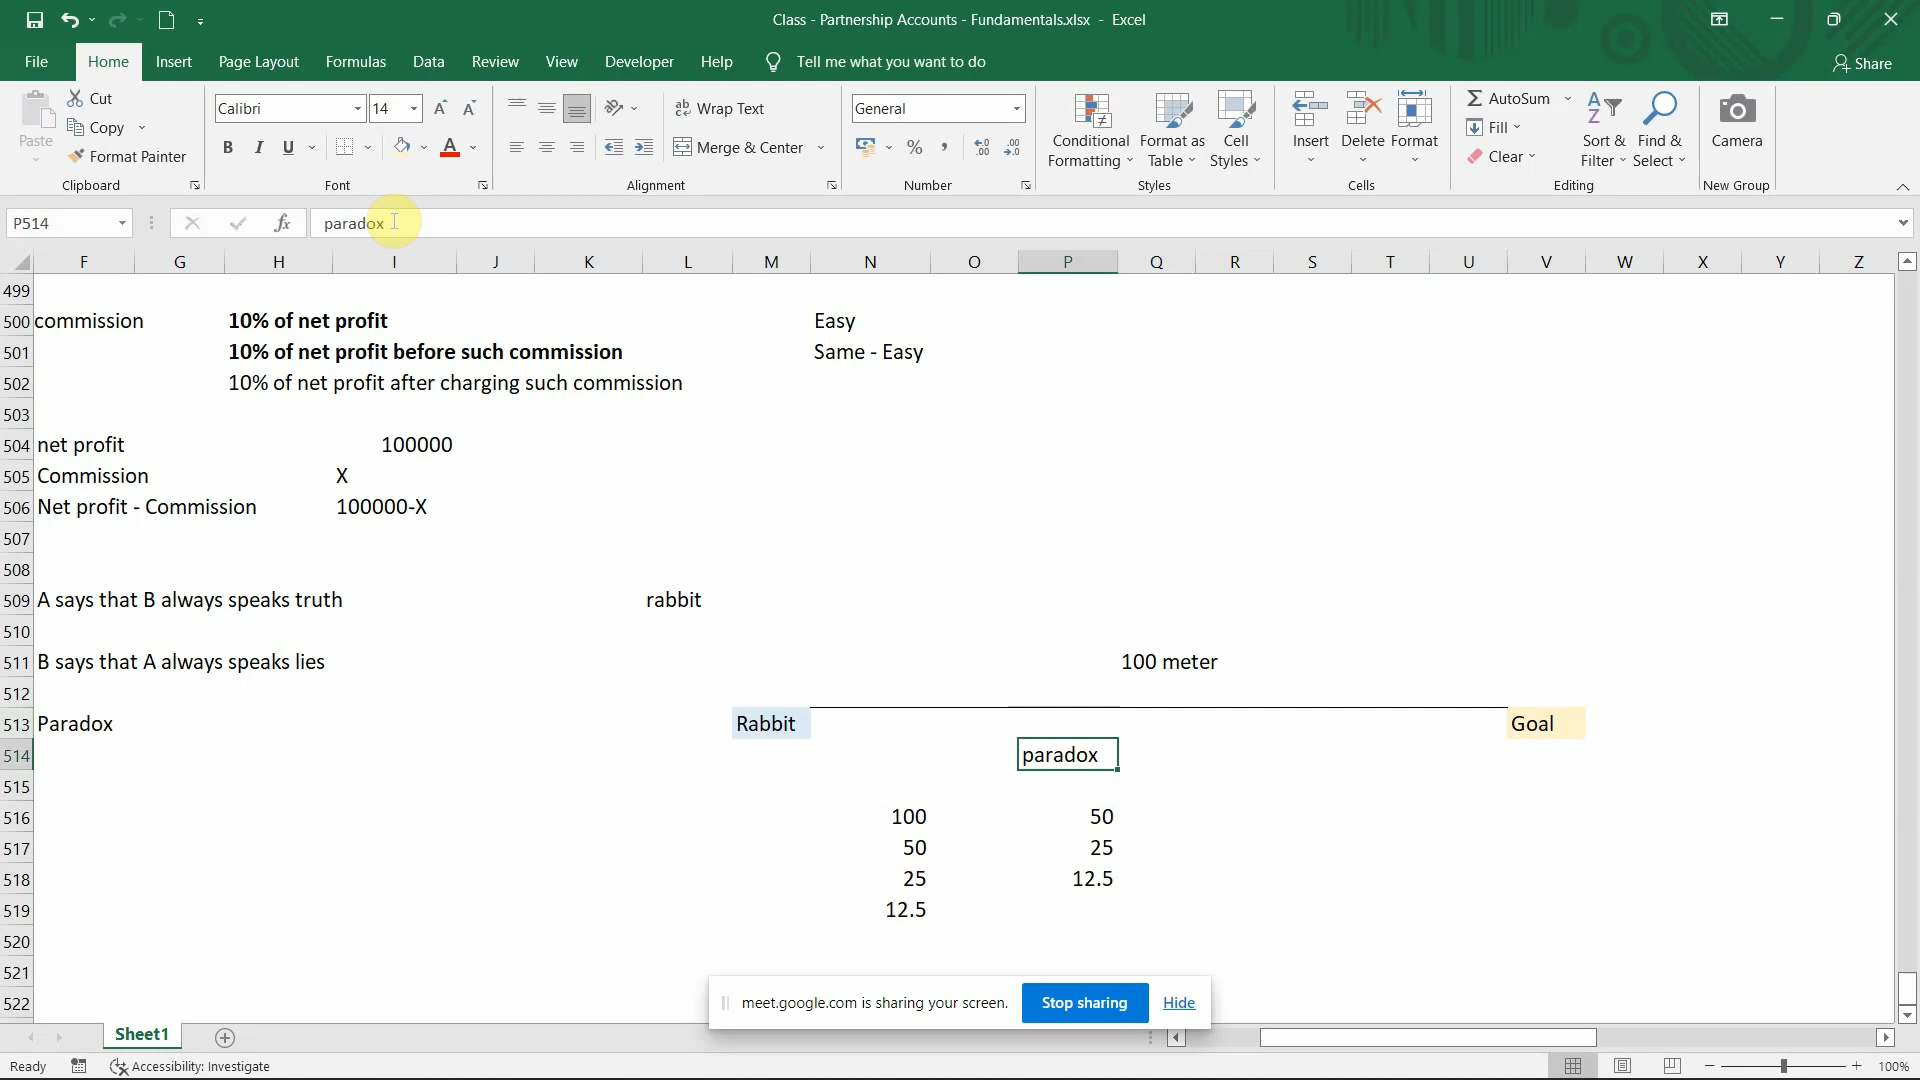 Class - Partnership Accounts - Fundamentals.xlsx - Excel
File Home Insert Page Layout Formulas Data Review View Developer Help Tell me what you want to do Share
Paste
Cut
Copy
Format Painter
Clipboard
Calibri 14
B I U
Font
Wrap Text
Merge & Center
Alignment
General
Number
Conditional Formatting
Format as Table
Cell Styles
Styles
Insert Delete Format
Cells
AutoSum
Fill
Clear
Sort & Filter
Find & Select
Editing
Camera
New Group
P514 fx paradox
F G H I J K L M N O P Q R S T U V W X Y Z
499
500 commission 10% of net profit Easy
501 10% of net profit before such commission Same - Easy
502 10% of net profit after charging such commission
503
504 net profit 100000
505 Commission X
506 Net profit - Commission 100000-X
507
508
509 A says that B always speaks truth rabbit
510
511 B says that A always speaks lies 100 meter
512
513 Paradox Rabbit Goal
514 paradox
515
516 100 50
517 50 25
518 25 12.5
519 12.5
520
521
522
meet.google.com is sharing your screen. Stop sharing Hide
Sheet1
Ready Accessibility: Investigate 100%